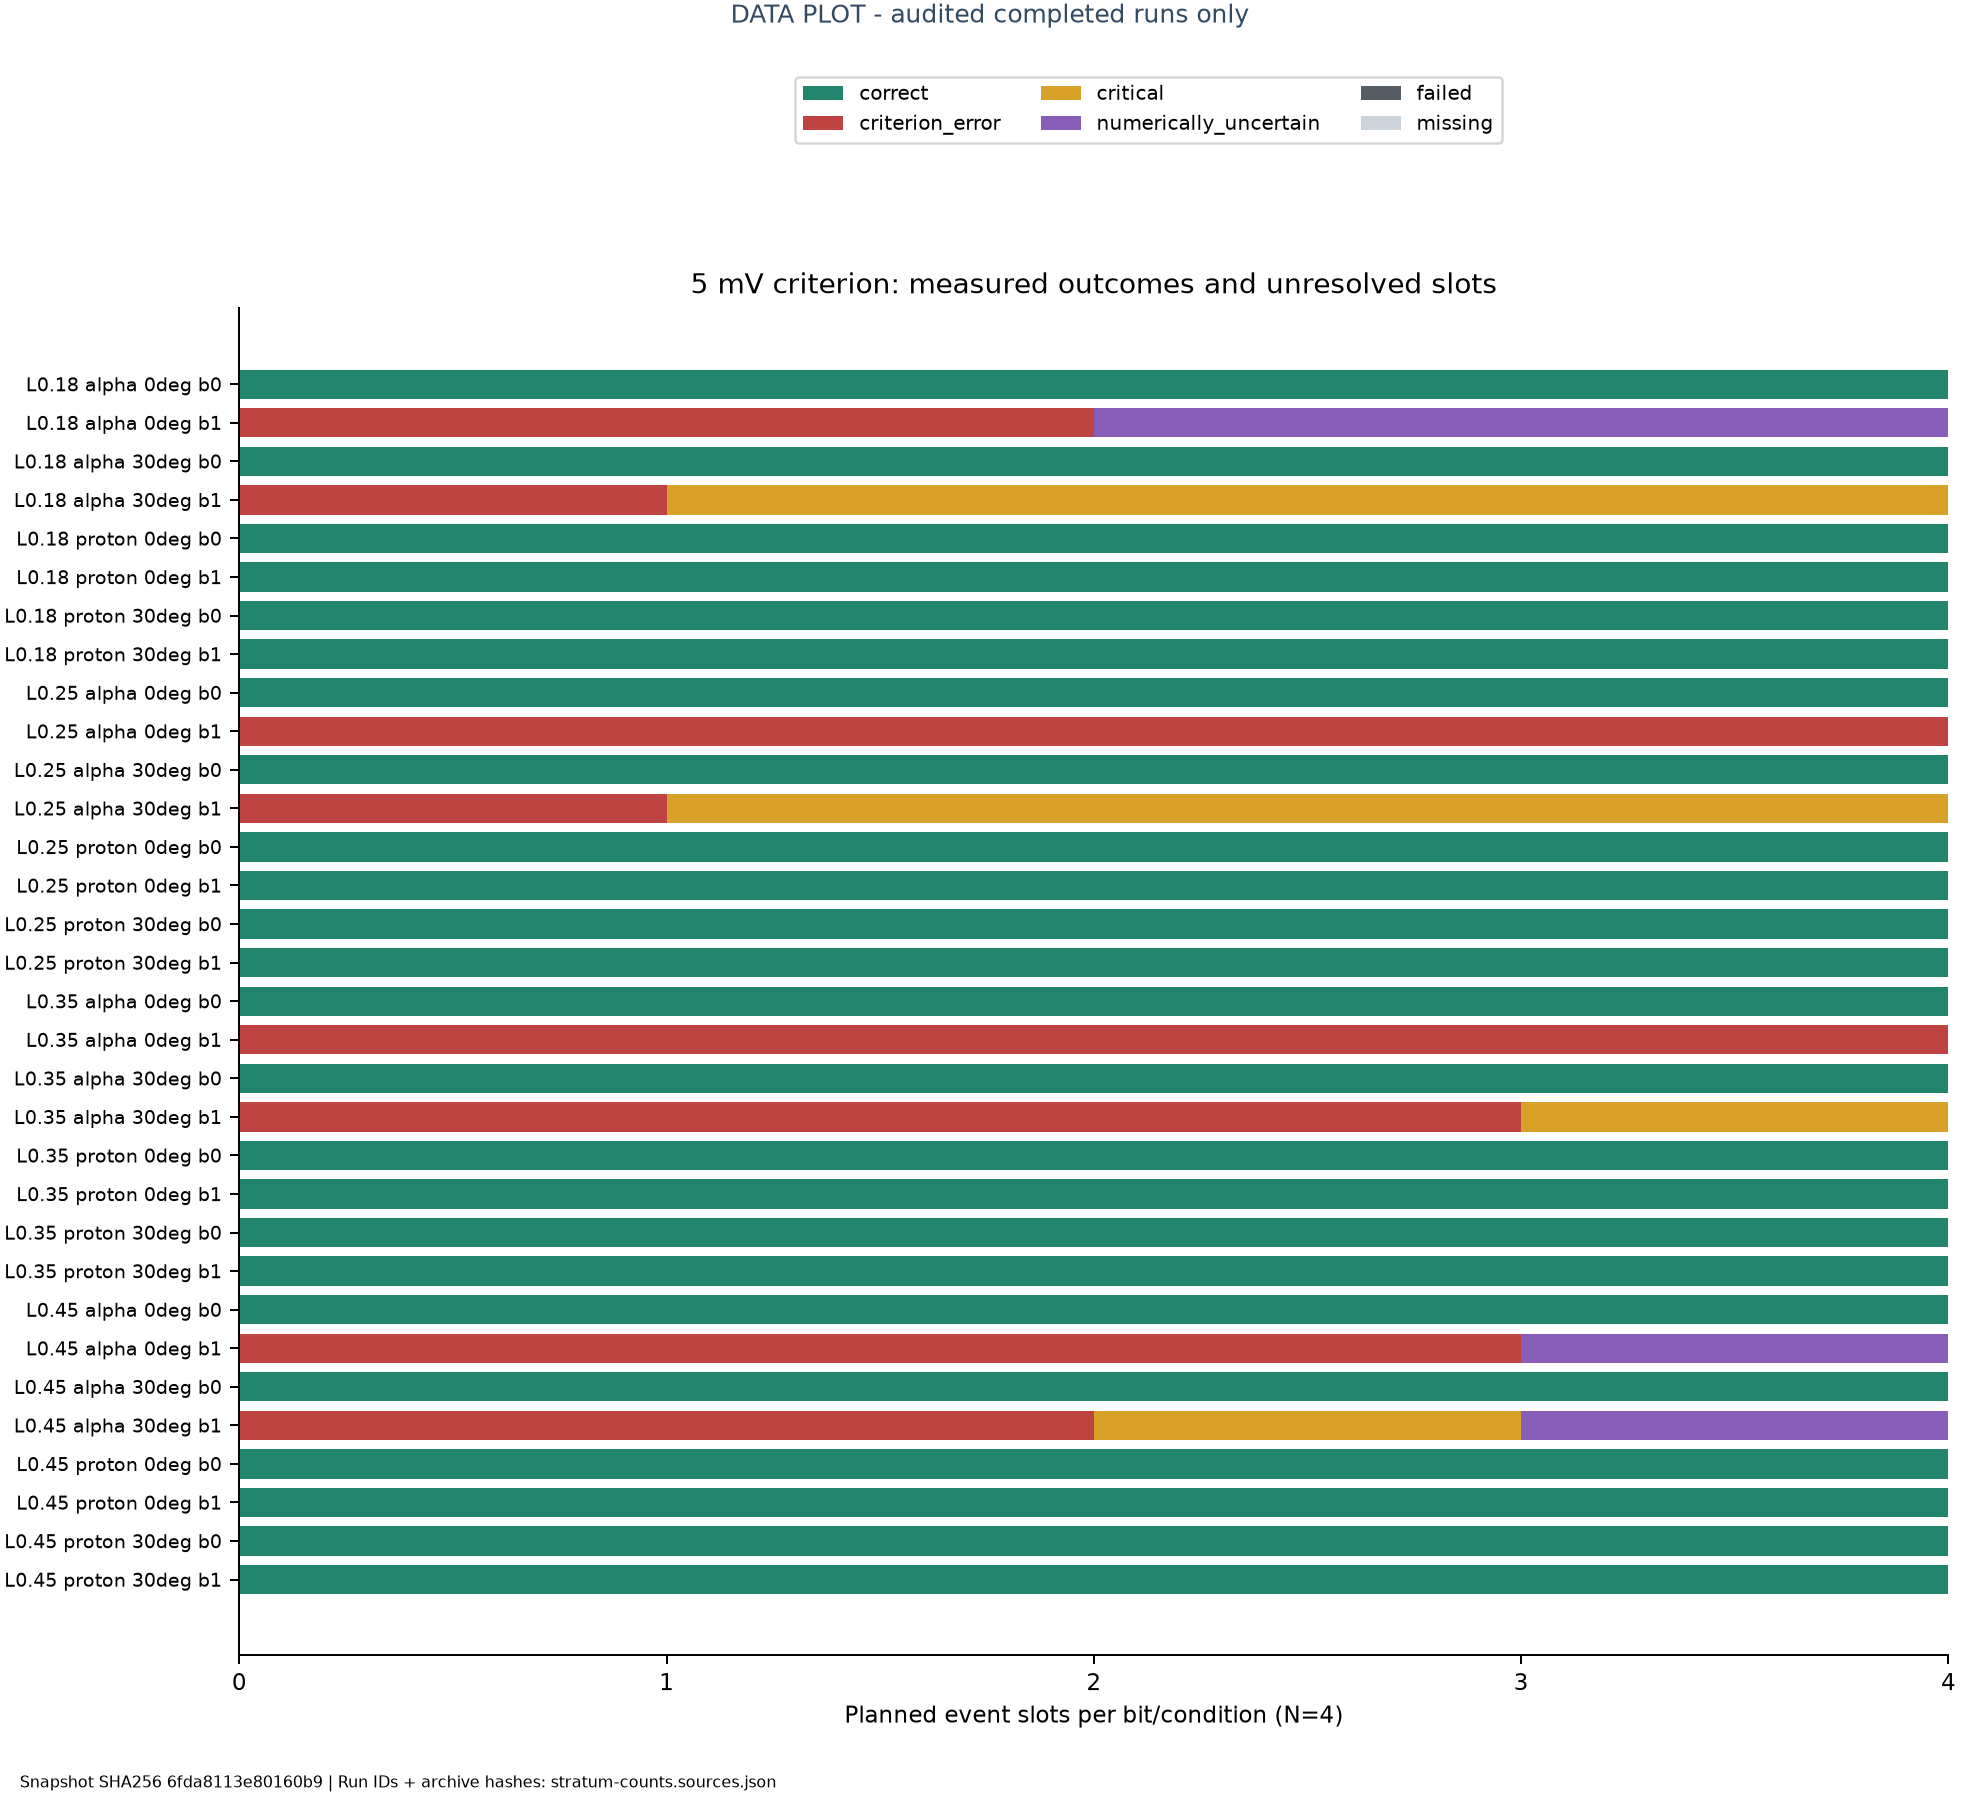 DATA PLOT - audited completed runs only
correct
critical
failed
criterion_error
numerically_uncertain
missing
5 mV criterion: measured outcomes and unresolved slots
L0.18 alpha 0deg b0
L0.18 alpha 0deg b1
L0.18 alpha 30deg b0
L0.18 alpha 30deg b1
L0.18 proton 0deg b0
L0.18 proton 0deg b1
L0.18 proton 30deg b0
L0.18 proton 30deg b1
L0.25 alpha 0deg b0
L0.25 alpha 0deg b1
L0.25 alpha 30deg b0
L0.25 alpha 30deg b1
L0.25 proton 0deg b0
L0.25 proton 0deg b1
L0.25 proton 30deg b0
L0.25 proton 30deg b1
L0.35 alpha 0deg b0
L0.35 alpha 0deg b1
L0.35 alpha 30deg b0
L0.35 alpha 30deg b1
L0.35 proton 0deg b0
L0.35 proton 0deg b1
L0.35 proton 30deg b0
L0.35 proton 30deg b1
L0.45 alpha 0deg b0
L0.45 alpha 0deg b1
L0.45 alpha 30deg b0
L0.45 alpha 30deg b1
L0.45 proton 0deg b0
L0.45 proton 0deg b1
L0.45 proton 30deg b0
L0.45 proton 30deg b1
0 1 2 3 4
Planned event slots per bit/condition (N=4)
Snapshot SHA256 6fda8113e80160b9 | Run IDs + archive hashes: stratum-counts.sources.json